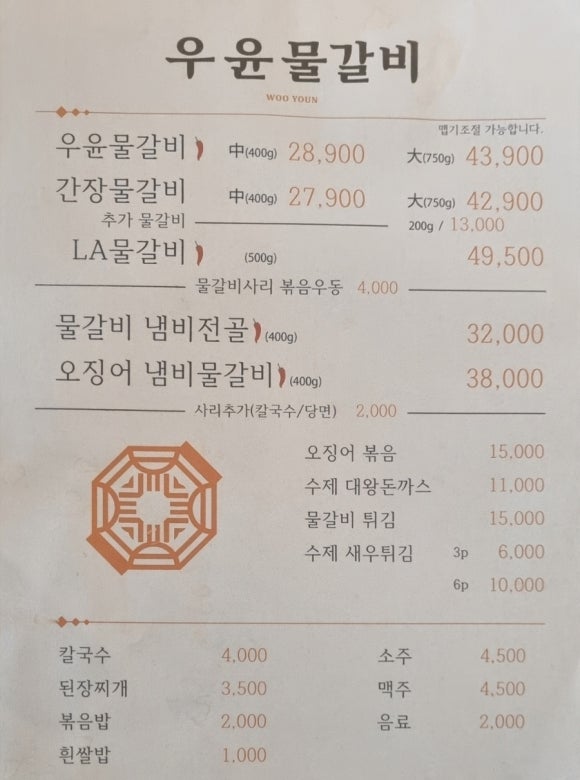 우윤물갈비
WOO YOUN
맵기조절 가능합니다.
우윤물갈비 中(400g) 28,900 大(750g) 43,900
간장물갈비 中(400g) 27,900 大(750g) 42,900
추가 물갈비 200g / 13,000
LA물갈비 (500g) 49,500
물갈비사리 볶음우동 4,000
물갈비 냄비전골 (400g) 32,000
오징어 냄비물갈비 (400g) 38,000
사리추가(칼국수/당면) 2,000
오징어 볶음 15,000
수제 대왕돈까스 11,000
물갈비 튀김 15,000
수제 새우튀김 3p 6,000
6p 10,000
칼국수 4,000 소주 4,500
된장찌개 3,500 맥주 4,500
볶음밥 2,000 음료 2,000
흰쌀밥 1.000